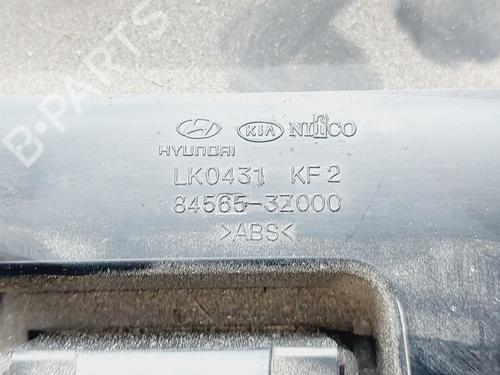 KIA NIFCO
HYUNDAI
LK0431 KF2
84565-3Z000
>ABS<
B-PARTS